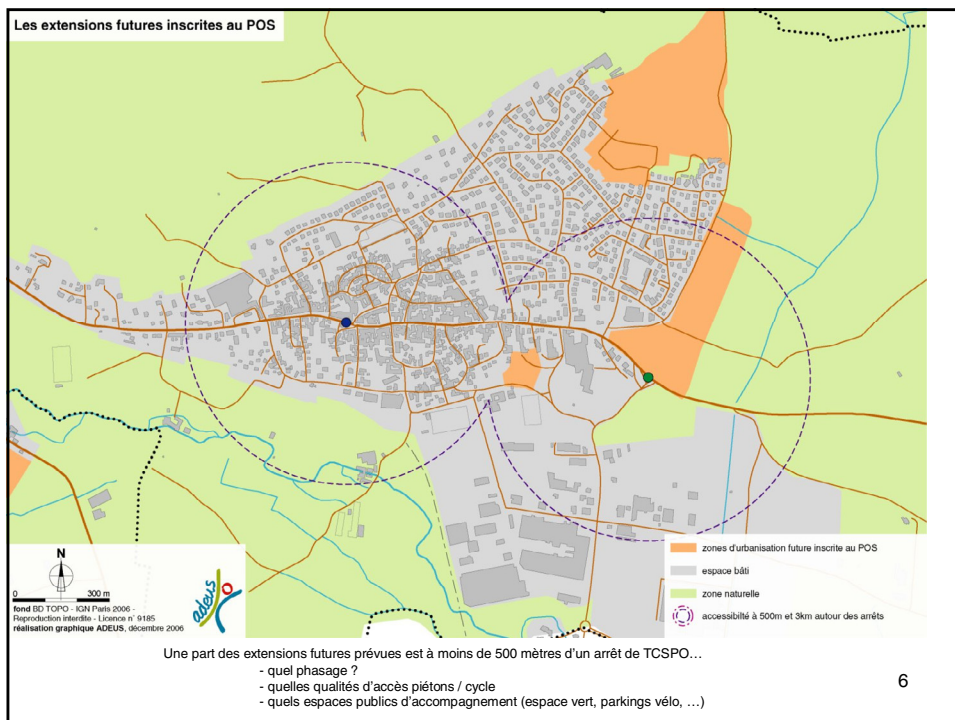 Les extensions futures inscrites au POS
N
0 300 m
fond BD TOPO - IGN Paris 2006 -
Reproduction interdite - Licence n° 9185
réalisation graphique ADEUS, décembre 2006
adeus
zones d'urbanisation future inscrite au POS
espace bâti
zone naturelle
accessibilté à 500m et 3km autour des arrêts
Une part des extensions futures prévues est à moins de 500 mètres d'un arrêt de TCSPO…
- quel phasage ?
- quelles qualités d'accès piétons / cycle
- quels espaces publics d'accompagnement (espace vert, parkings vélo, …)
6